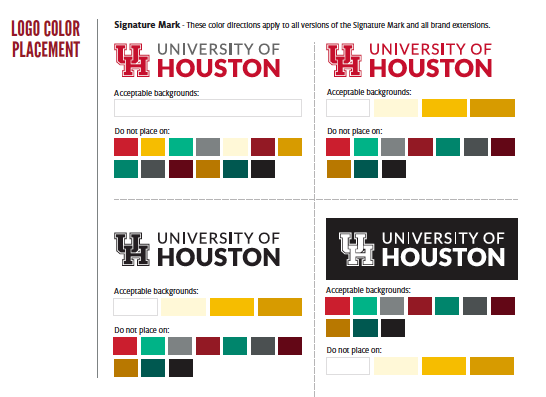 LOGO COLOR
PLACEMENT
Signature Mark - These color directions apply to all versions of the Signature Mark and all brand extensions.
UH UNIVERSITY OF
HOUSTON
Acceptable backgrounds:
Do not place on:
UH UNIVERSITY OF
HOUSTON
Acceptable backgrounds:
Do not place on:
UH UNIVERSITY OF
HOUSTON
Acceptable backgrounds:
Do not place on:
UH UNIVERSITY OF
HOUSTON
Acceptable backgrounds:
Do not place on: